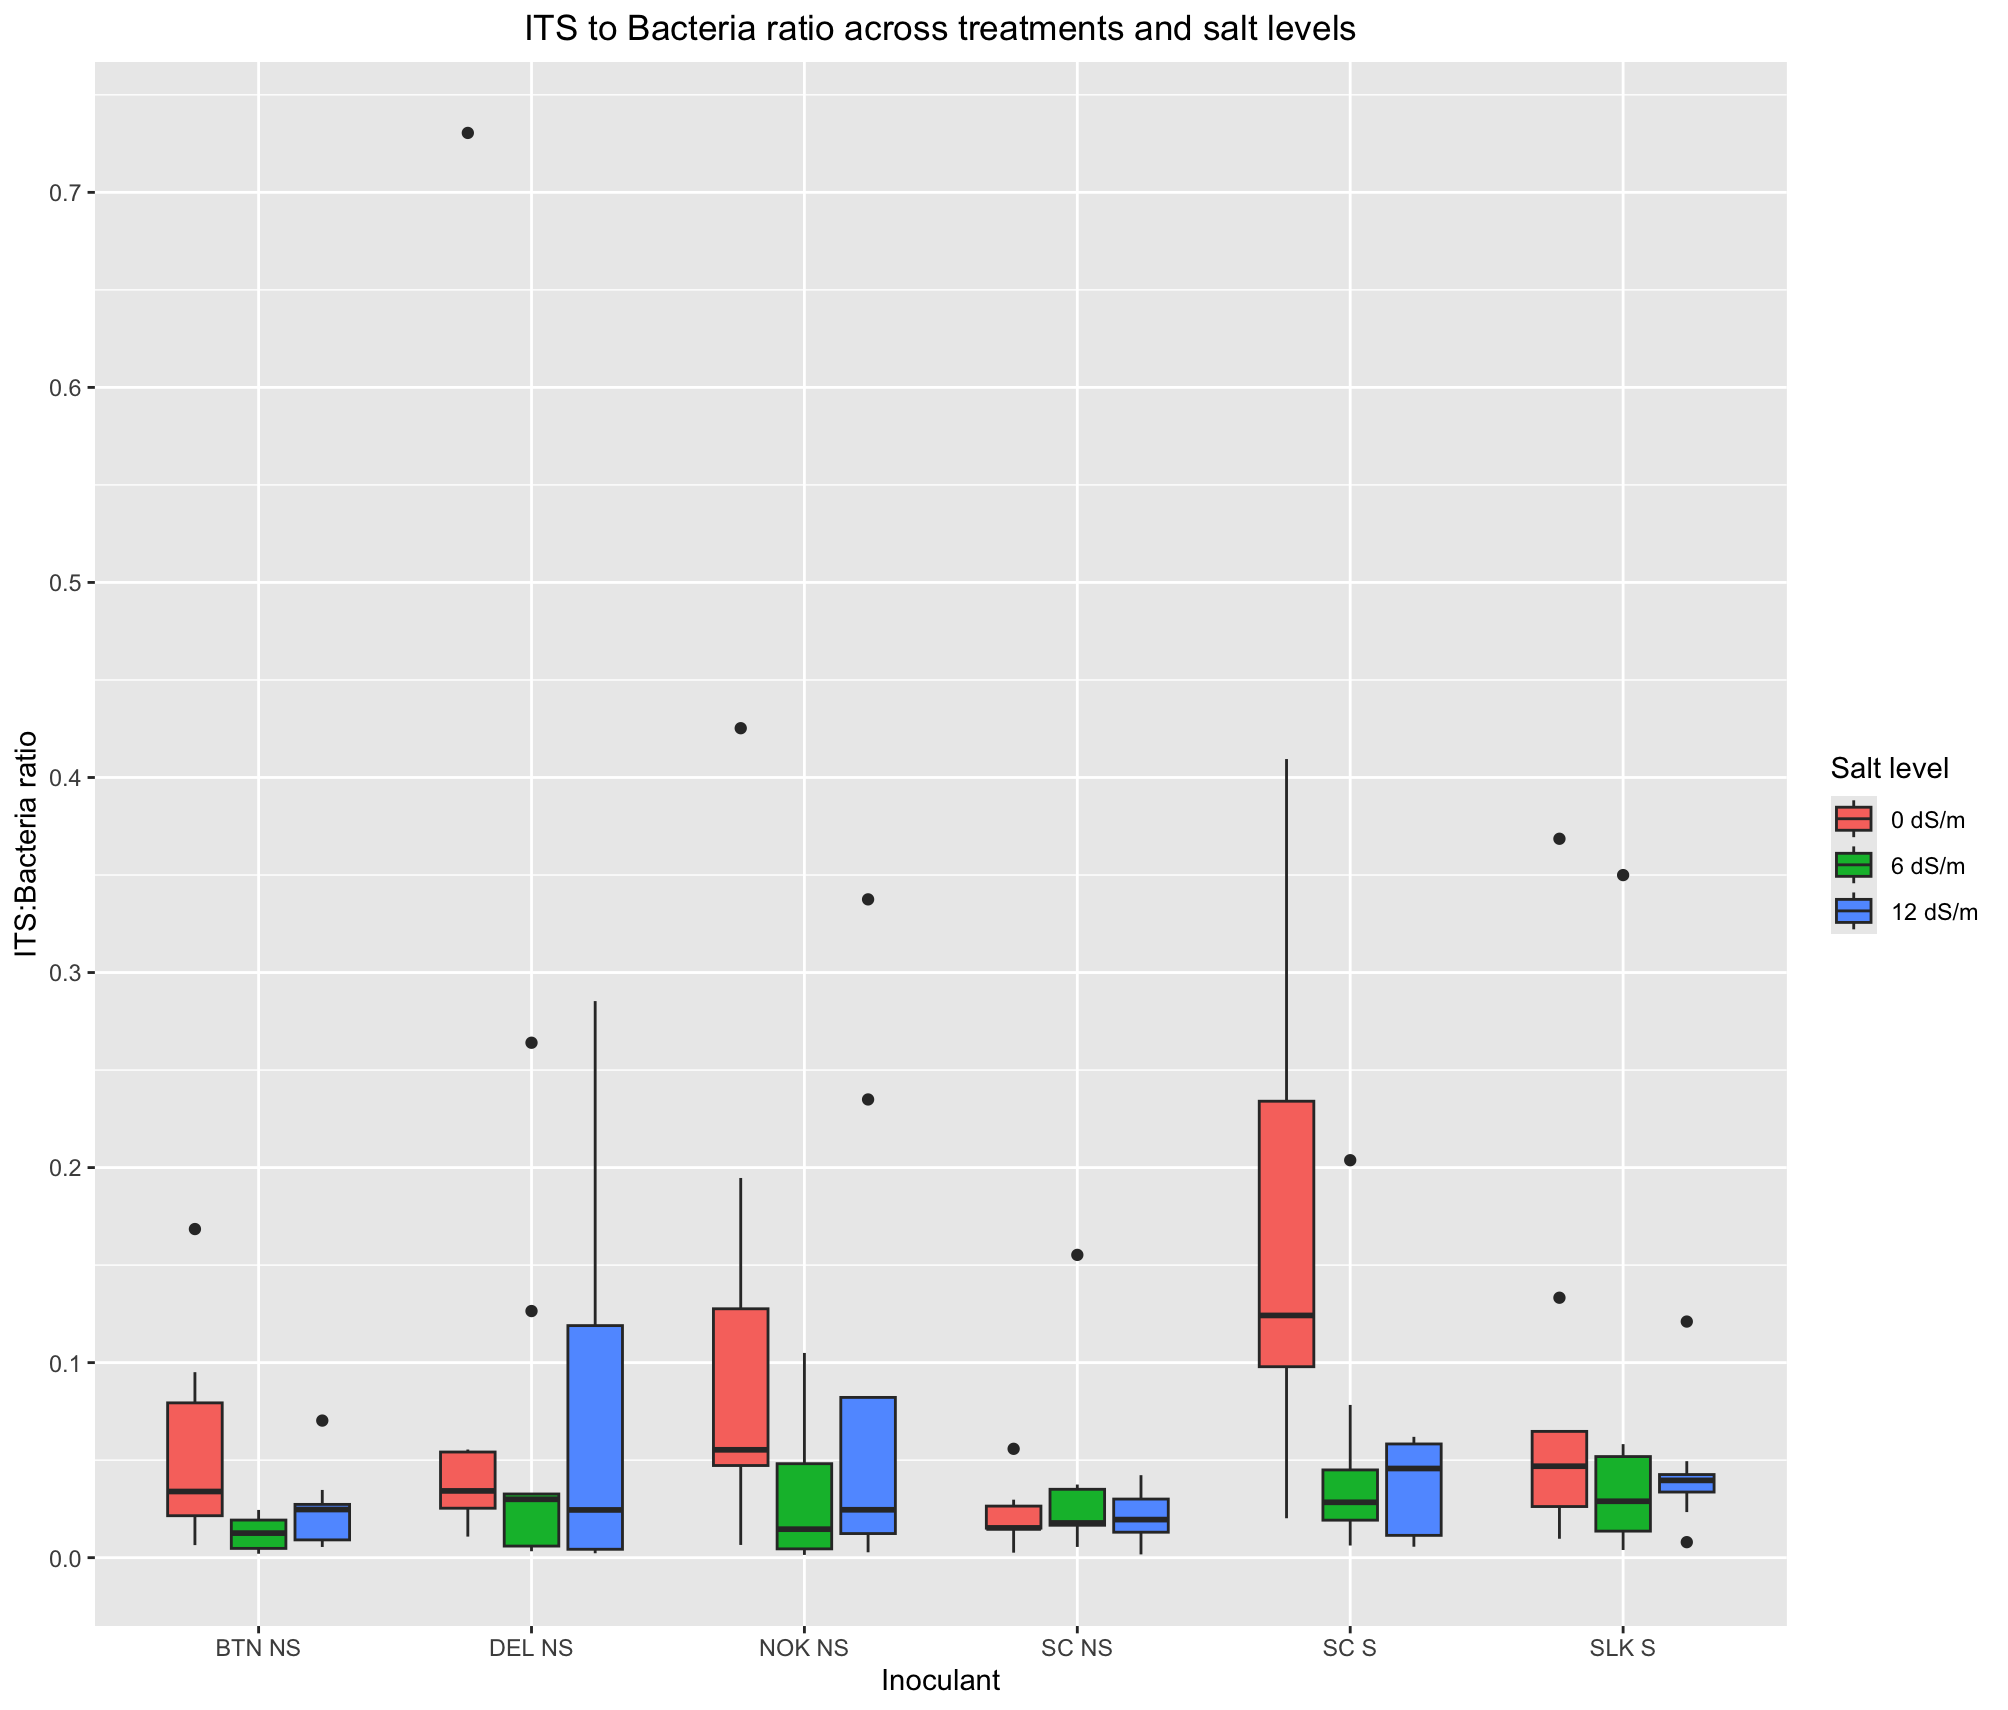 ITS to Bacteria ratio across treatments and salt levels
ITS:Bacteria ratio
0.7
0.6
0.5
0.4
0.3
0.2
0.1
0.0
BTN NS
DEL NS
NOK NS
SC NS
SC S
SLK S
Inoculant
Salt level
0 dS/m
6 dS/m
12 dS/m